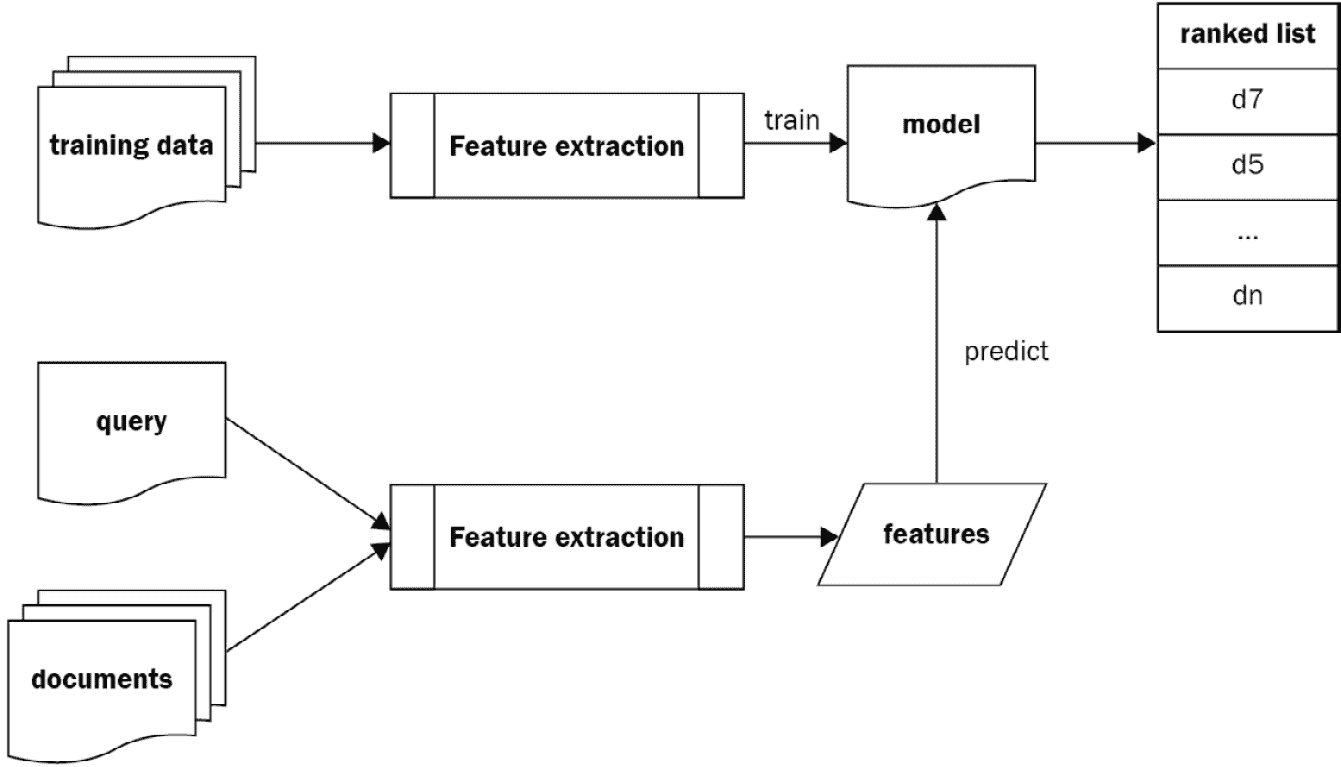 training data
Feature extraction
train
model
ranked list
d7
d5
...
dn
predict
query
Feature extraction
features
documents